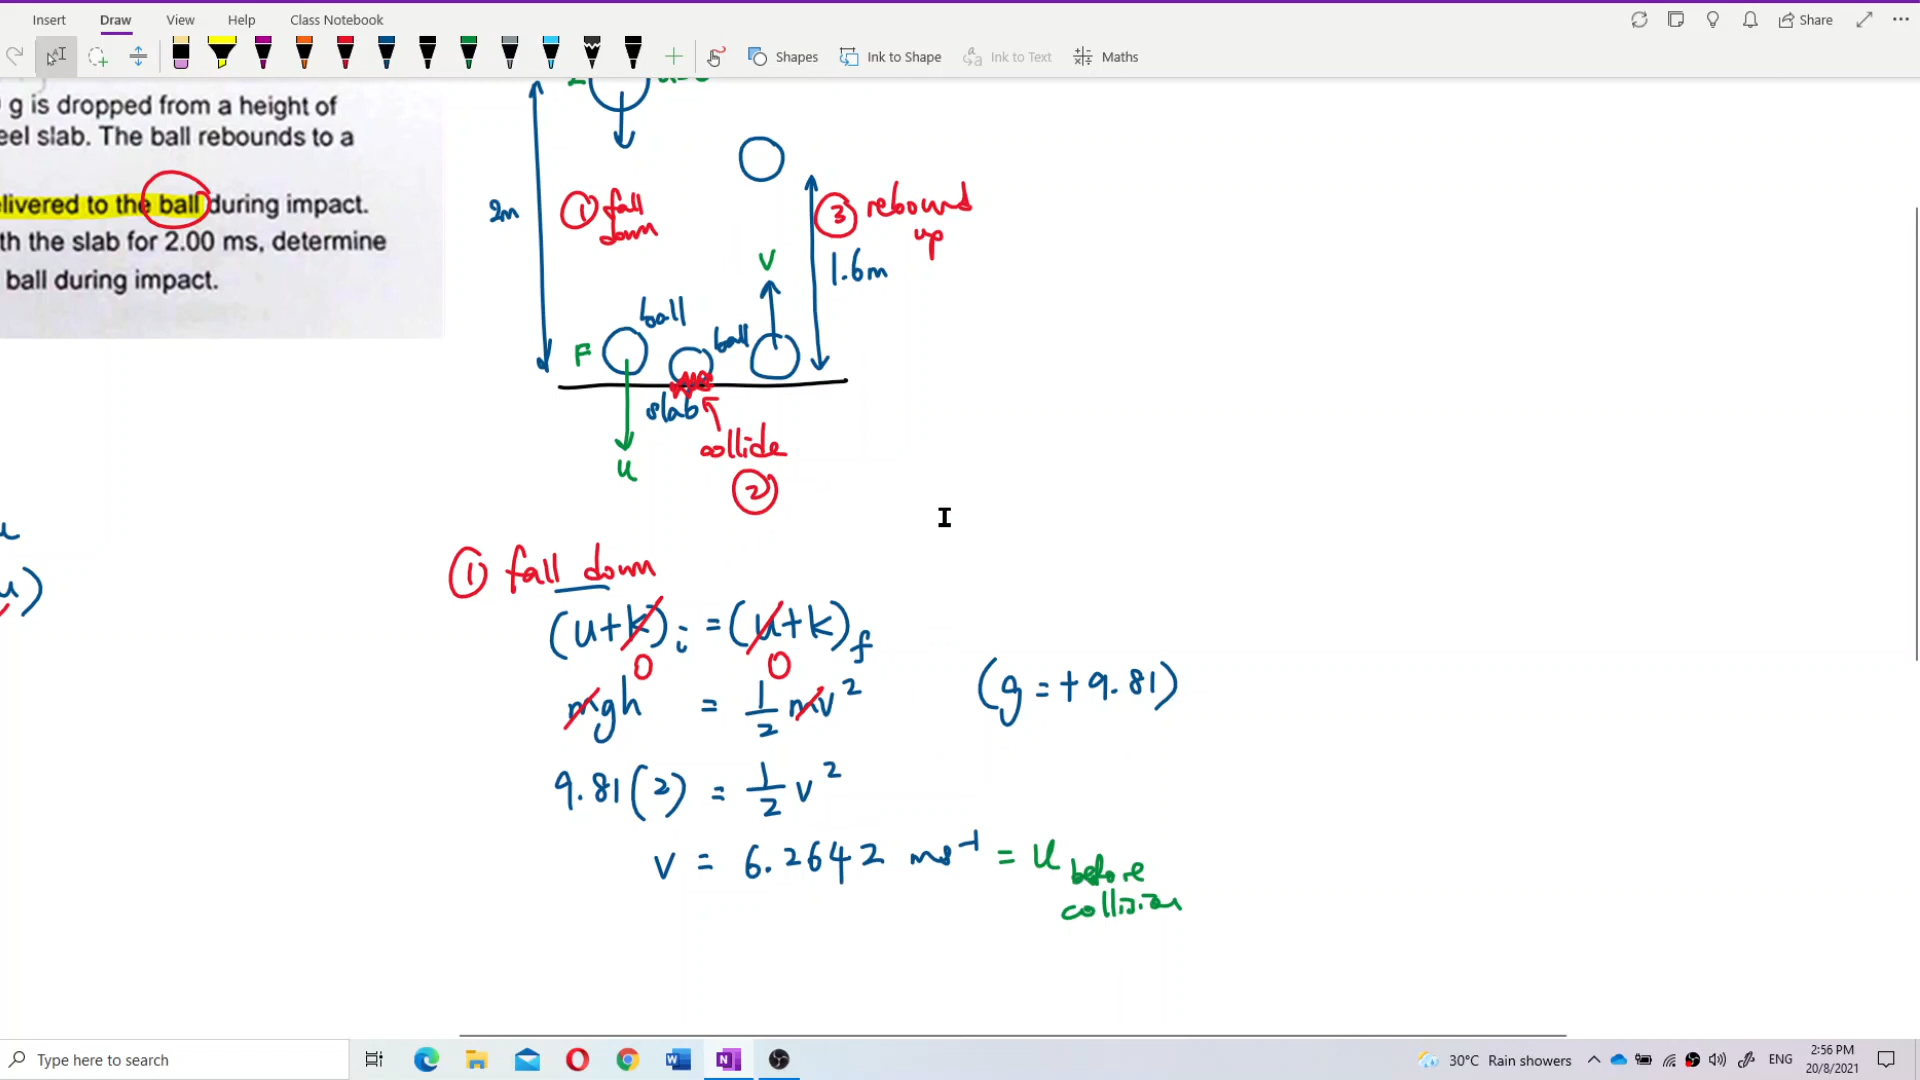 Insert Draw View Help Class Notebook Share
Shapes Ink to Shape Ink to Text Maths
g is dropped from a height of
eel slab. The ball rebounds to a
livered to the ball during impact.
th the slab for 2.00 ms, determine
ball during impact.
2m
① fall
down
③ rebound
up
1.6m
V
ball
ball
F
slab
collide
②
u
u
u)
① fall down
(u+k)i = (u+k)f
0 0
mgh = 1/2 mv²
(g = +9.81)
9.81(2) = 1/2 v²
v = 6.2642 ms⁻¹ = u before
collision
Type here to search
30°C Rain showers
ENG
2:56 PM
20/8/2021